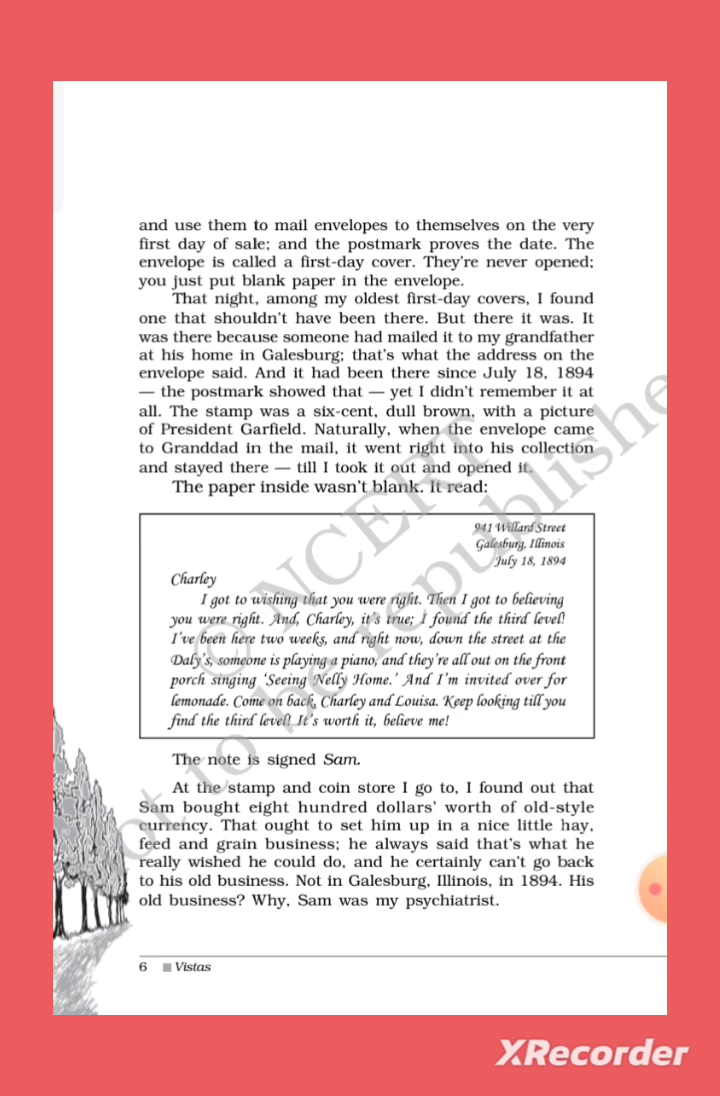 and use them to mail envelopes to themselves on the very
first day of sale; and the postmark proves the date. The
envelope is called a first-day cover. They're never opened;
you just put blank paper in the envelope.
That night, among my oldest first-day covers, I found
one that shouldn't have been there. But there it was. It
was there because someone had mailed it to my grandfather
at his home in Galesburg; that's what the address on the
envelope said. And it had been there since July 18, 1894
— the postmark showed that — yet I didn't remember it at
all. The stamp was a six-cent, dull brown, with a picture
of President Garfield. Naturally, when the envelope came
to Granddad in the mail, it went right into his collection
and stayed there — till I took it out and opened it.
The paper inside wasn't blank. It read:
941 Willard Street
Galesburg, Illinois
July 18, 1894
Charley
I got to wishing that you were right. Then I got to believing
you were right. And, Charley, it's true; I found the third level!
I've been here two weeks, and right now, down the street at the
Daly's, someone is playing a piano, and they're all out on the front
porch singing ‘Seeing Nelly Home.’ And I'm invited over for
lemonade. Come on back, Charley and Louisa. Keep looking till you
find the third level! It's worth it, believe me!
The note is signed Sam.
At the stamp and coin store I go to, I found out that
Sam bought eight hundred dollars' worth of old-style
currency. That ought to set him up in a nice little hay,
feed and grain business; he always said that's what he
really wished he could do, and he certainly can't go back
to his old business. Not in Galesburg, Illinois, in 1894. His
old business? Why, Sam was my psychiatrist.
6 ■ Vistas
© NCERT
not to be republishe
XRecorder